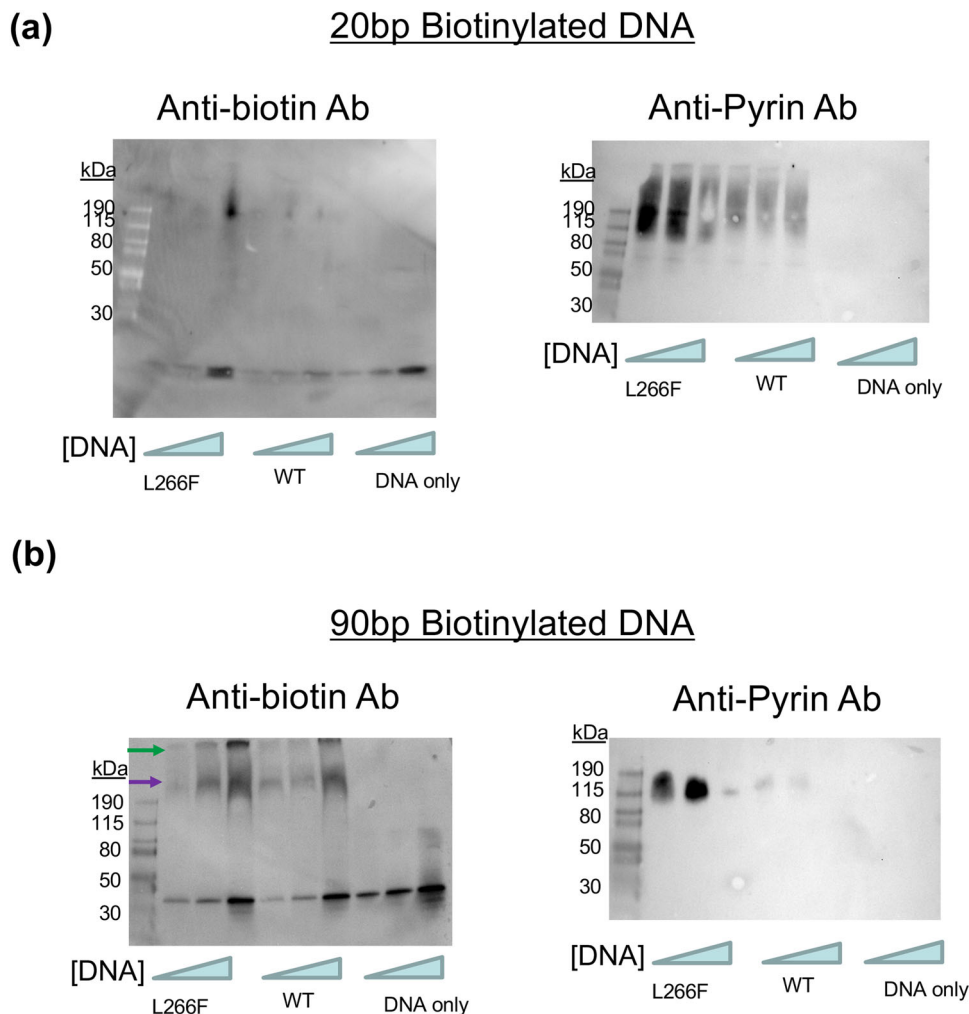 (a)
20bp Biotinylated DNA
Anti-biotin Ab
Anti-Pyrin Ab
kDa
190
115
80
50
30
[DNA]
L266F
WT
DNA only
kDa
190
115
80
50
30
[DNA]
L266F
WT
DNA only
(b)
90bp Biotinylated DNA
Anti-biotin Ab
Anti-Pyrin Ab
kDa
190
115
80
50
30
[DNA]
L266F
WT
DNA only
kDa
190
115
80
50
30
[DNA]
L266F
WT
DNA only